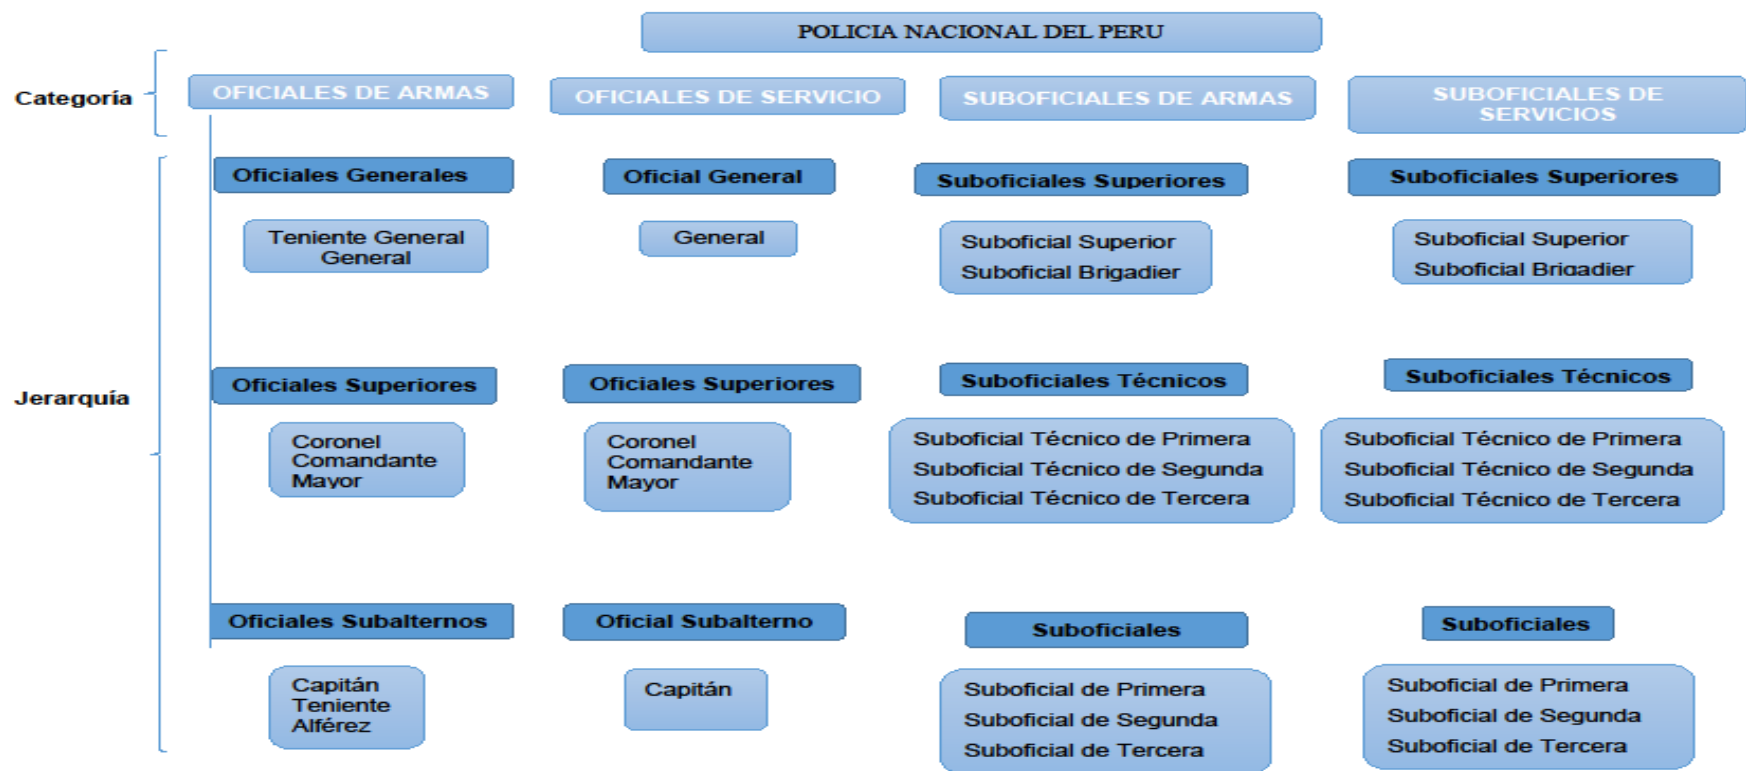 POLICIA NACIONAL DEL PERU
Categoría
OFICIALES DE ARMAS
OFICIALES DE SERVICIO
SUBOFICIALES DE ARMAS
SUBOFICIALES DE
SERVICIOS
Jerarquía
Oficiales Generales
Oficial General
Suboficiales Superiores
Suboficiales Superiores
Teniente General
General
General
Suboficial Superior
Suboficial Brigadier
Suboficial Superior
Suboficial Brigadier
Oficiales Superiores
Oficiales Superiores
Suboficiales Técnicos
Suboficiales Técnicos
Coronel
Comandante
Mayor
Coronel
Comandante
Mayor
Suboficial Técnico de Primera
Suboficial Técnico de Segunda
Suboficial Técnico de Tercera
Suboficial Técnico de Primera
Suboficial Técnico de Segunda
Suboficial Técnico de Tercera
Oficiales Subalternos
Oficial Subalterno
Suboficiales
Suboficiales
Capitán
Teniente
Alférez
Capitán
Suboficial de Primera
Suboficial de Segunda
Suboficial de Tercera
Suboficial de Primera
Suboficial de Segunda
Suboficial de Tercera